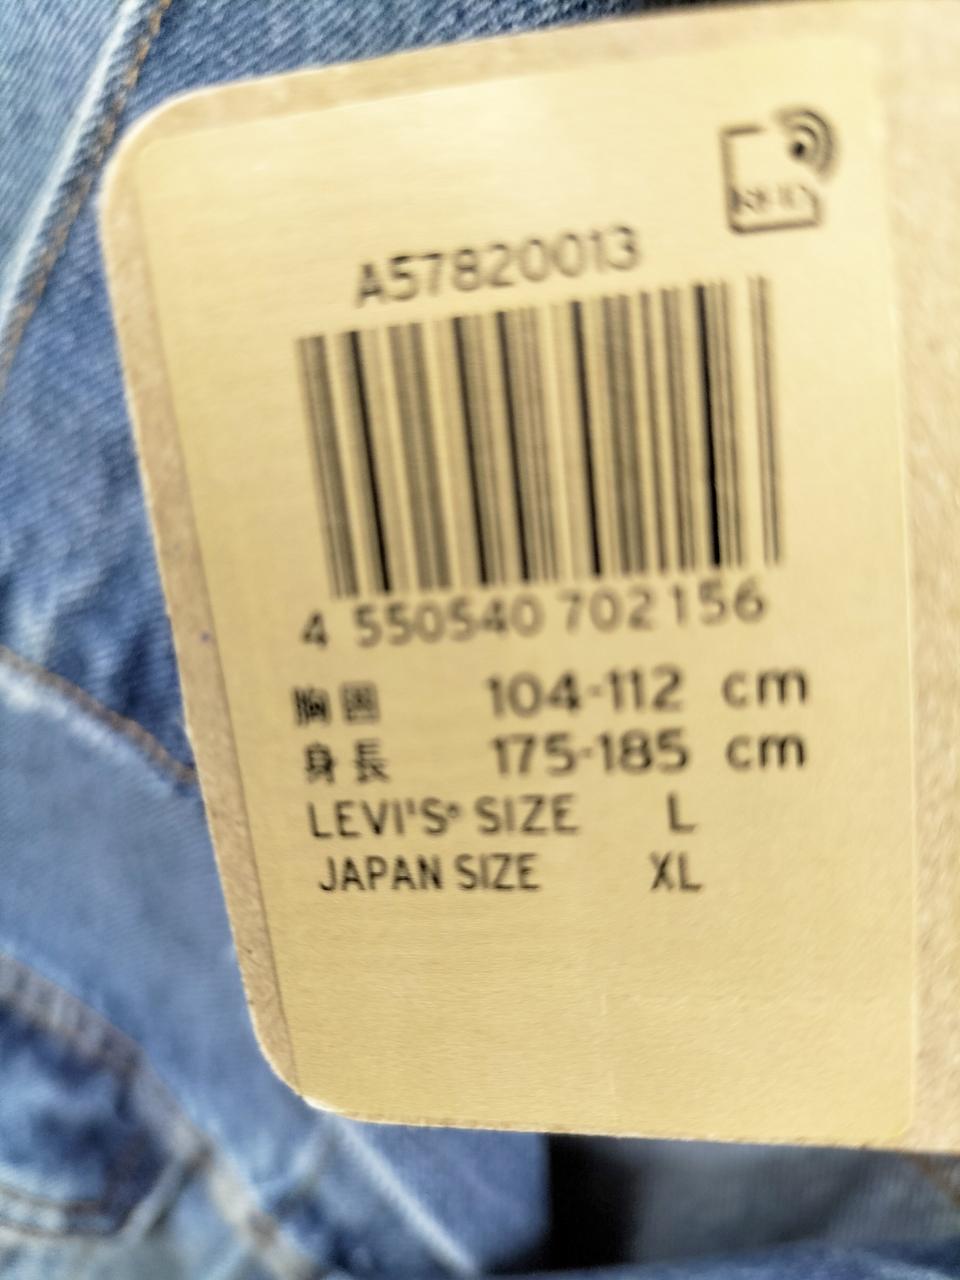 RFID
A57820013
4 550540 702156
胸囲 104-112 cm
身長 175-185 cm
LEVI'S® SIZE L
JAPAN SIZE XL